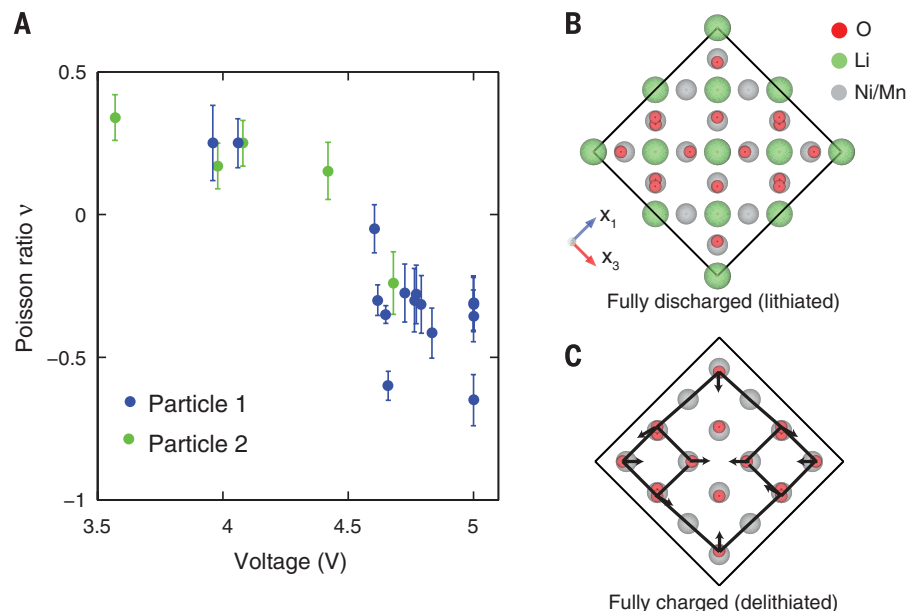 A
0.5
0
−0.5
−1
Poisson ratio ν
Particle 1
Particle 2
3.5
4
4.5
5
Voltage (V)
B
O
Li
Ni/Mn
x1
x3
Fully discharged (lithiated)
C
Fully charged (delithiated)